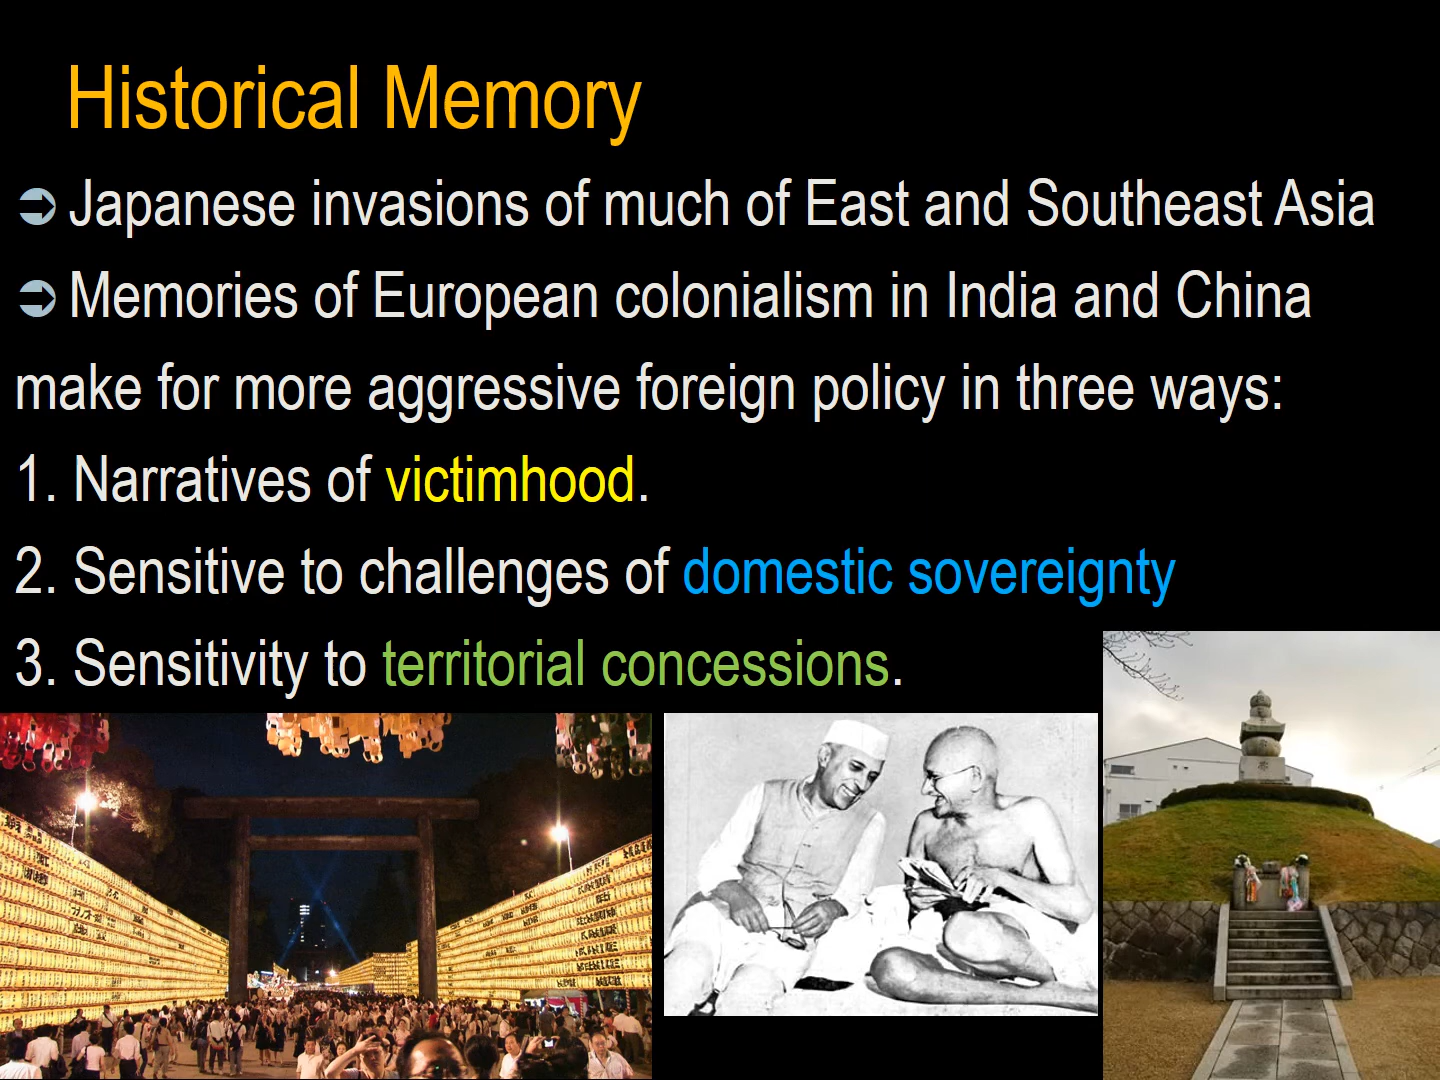 Historical Memory
Japanese invasions of much of East and Southeast Asia
Memories of European colonialism in India and China
make for more aggressive foreign policy in three ways:
1. Narratives of victimhood.
2. Sensitive to challenges of domestic sovereignty
3. Sensitivity to territorial concessions.